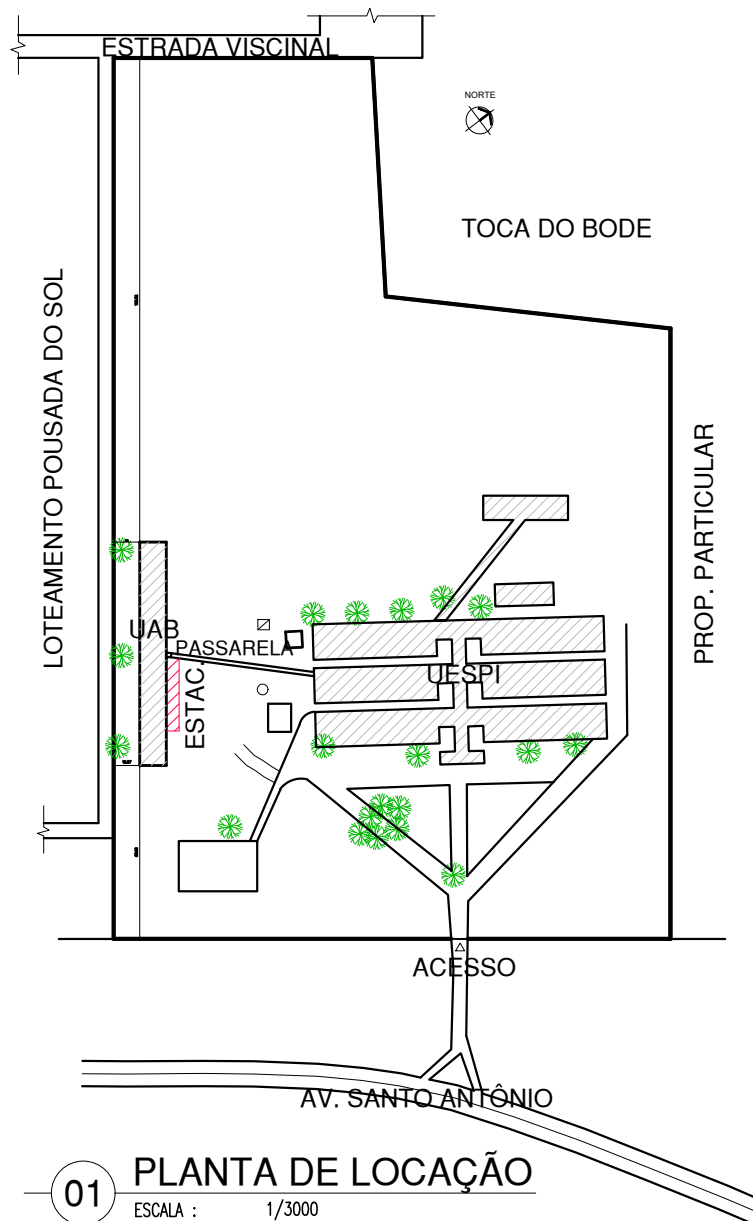 ESTRADA VISCINAL
NORTE
TOCA DO BODE
LOTEAMENTO POUSADA DO SOL
PROP. PARTICULAR
UAB
PASSARELA
ESTAC.
UESPI
ACESSO
AV. SANTO ANTÔNIO
01
PLANTA DE LOCAÇÃO
ESCALA : 1/3000